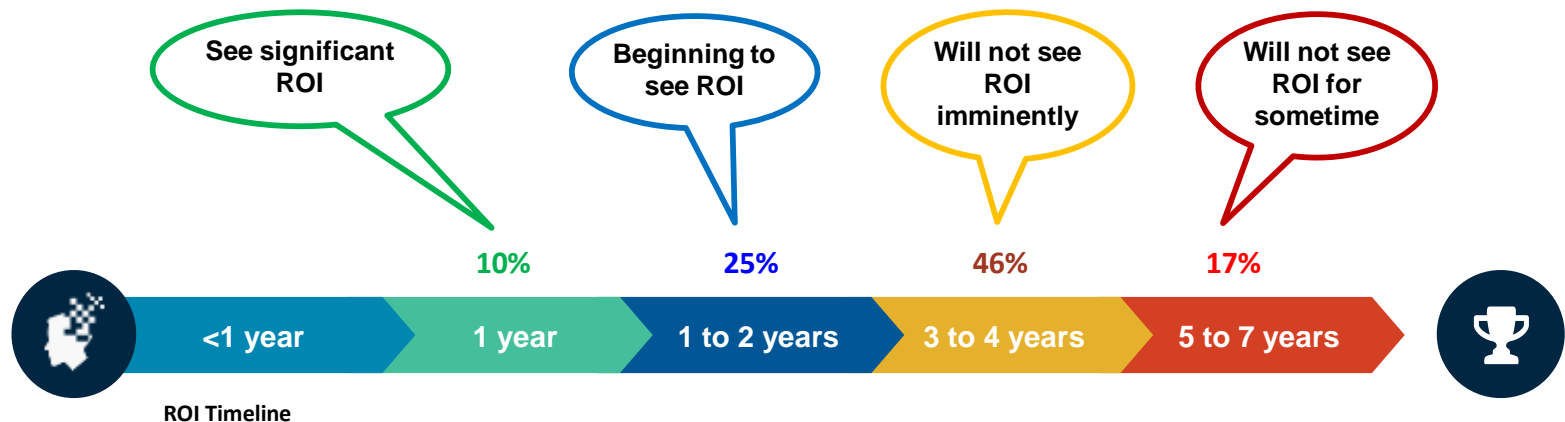 See significant
ROI
Beginning to
see ROI
Will not see
ROI
imminently
Will not see
ROI for
sometime
10%
25%
46%
17%
<1 year
1 year
1 to 2 years
3 to 4 years
5 to 7 years
ROI Timeline